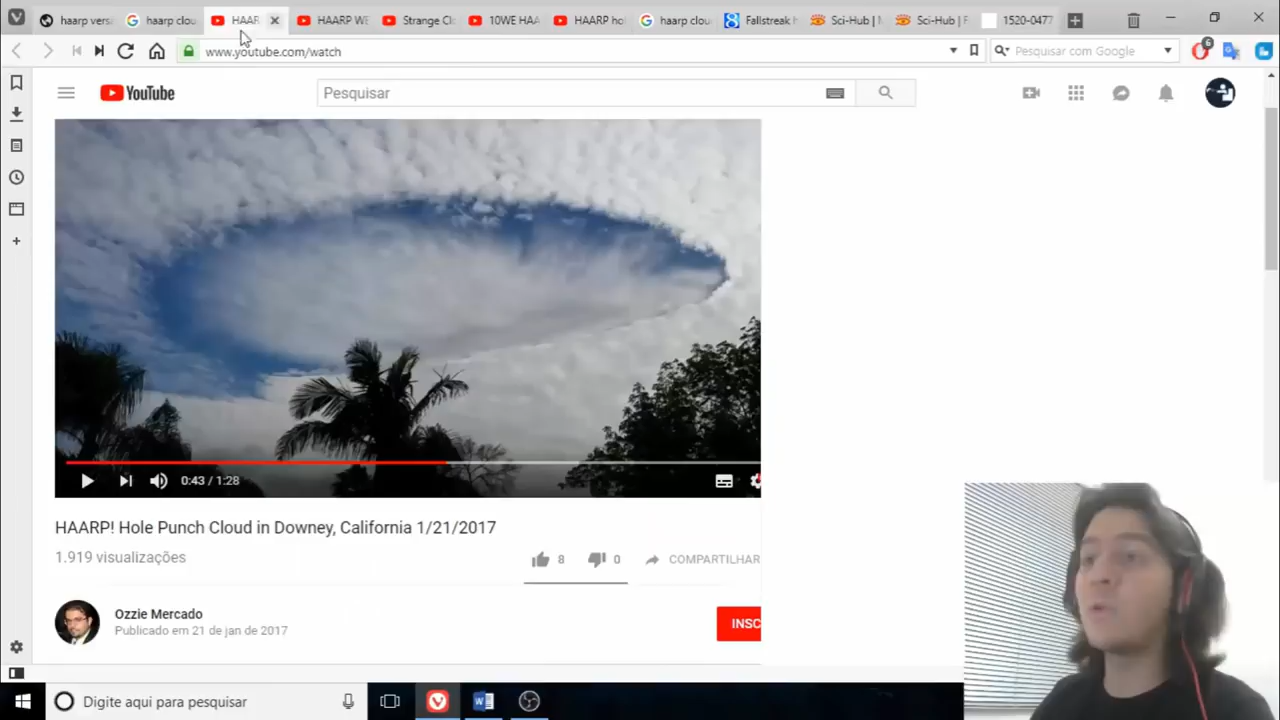 haarp versi
haarp clou
HAAR
HAARP WE
Strange Cl
10WE HAA
HAARP ho
haarp clou
Fallstreak h
Sci-Hub | M
Sci-Hub | F
1520-0477
www.youtube.com/watch
Pesquisar com Google
6
YouTube
Pesquisar
0:43 / 1:28
HAARP! Hole Punch Cloud in Downey, California 1/21/2017
1.919 visualizações
8
0
COMPARTILHAR
Ozzie Mercado
INSC
Publicado em 21 de jan de 2017
Digite aqui para pesquisar